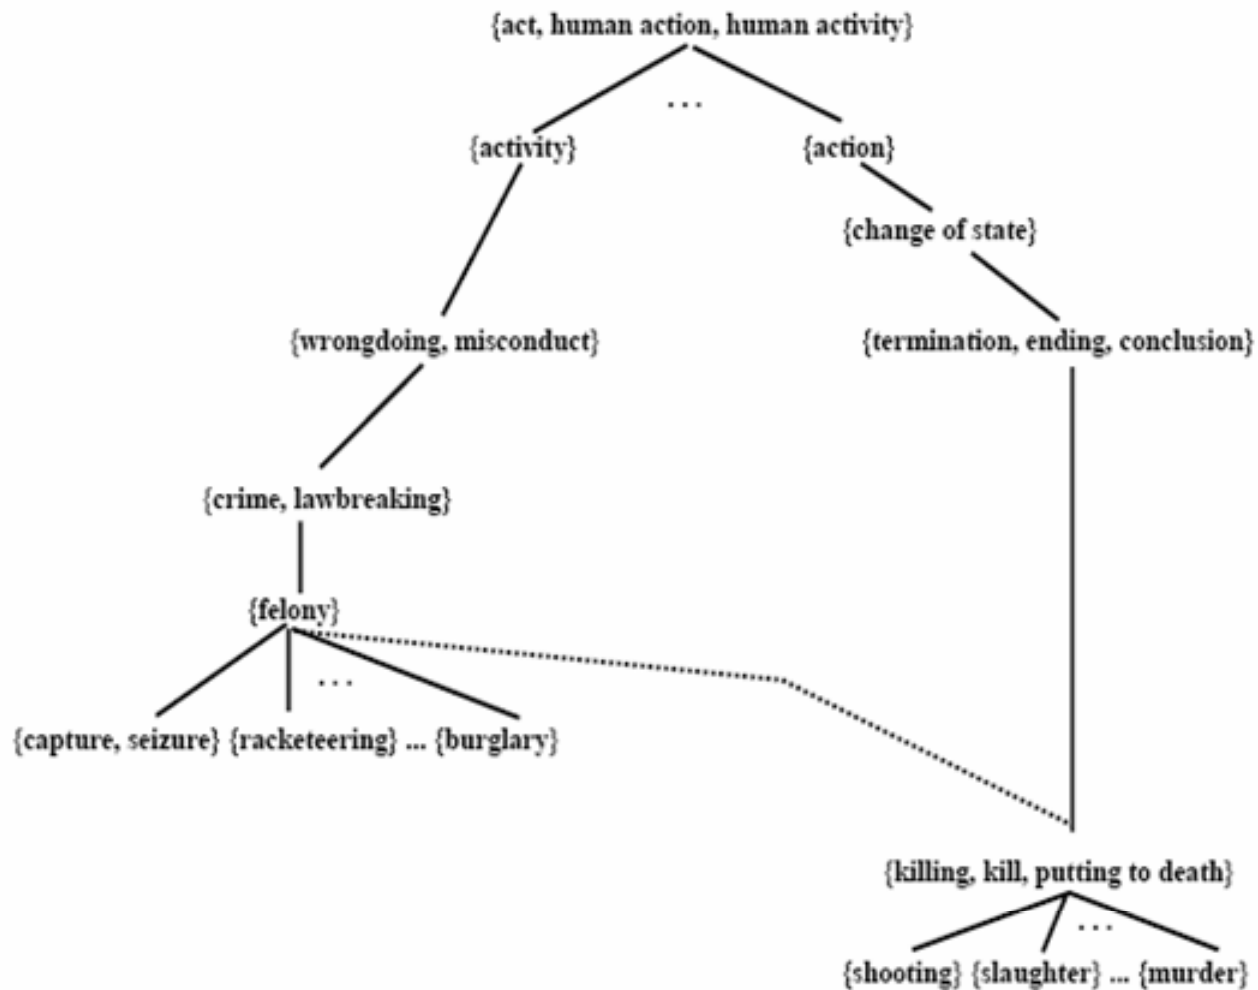 {act, human action, human activity}
...
{activity} {action}
{change of state}
{wrongdoing, misconduct} {termination, ending, conclusion}
{crime, lawbreaking}
{felony}
...
{capture, seizure} {racketeering} ... {burglary}
{killing, kill, putting to death}
...
{shooting} {slaughter} ... {murder}